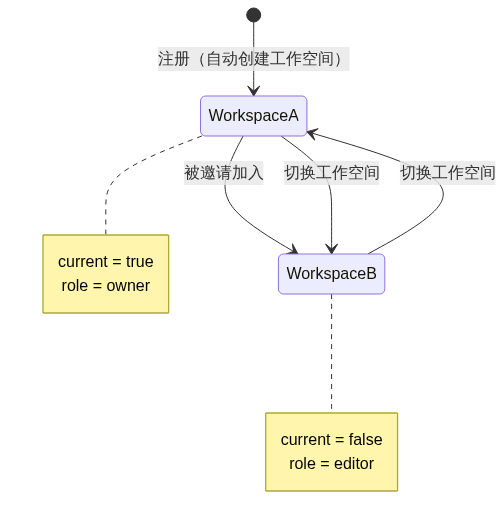 注册（自动创建工作空间）
WorkspaceA
被邀请加入
切换工作空间
切换工作空间
current = true
role = owner
WorkspaceB
current = false
role = editor